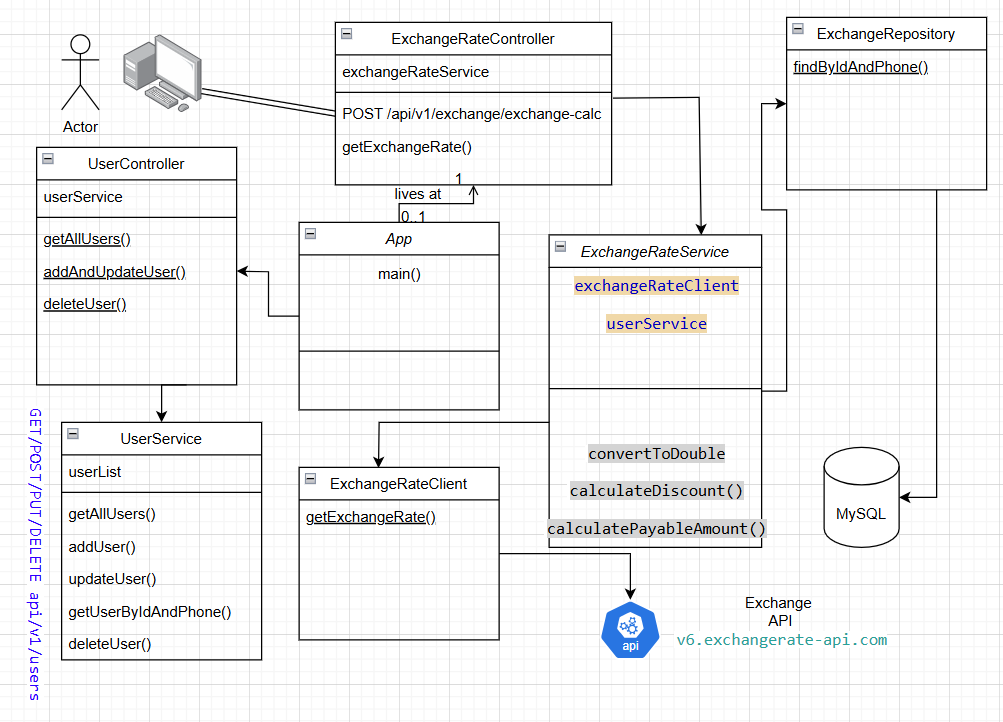 Actor
ExchangeRateController
exchangeRateService
POST /api/v1/exchange/exchange-calc
getExchangeRate()
1
lives at
0..1
ExchangeRepository
findByIdAndPhone()
UserController
userService
getAllUsers()
addAndUpdateUser()
deleteUser()
App
main()
ExchangeRateService
exchangeRateClient
userService
convertToDouble
calculateDiscount()
calculatePayableAmount()
GET/POST/PUT/DELETE api/v1/users
UserService
userList
getAllUsers()
addUser()
updateUser()
getUserByIdAndPhone()
deleteUser()
ExchangeRateClient
getExchangeRate()
MySQL
api
Exchange
API
v6.exchangerate-api.com